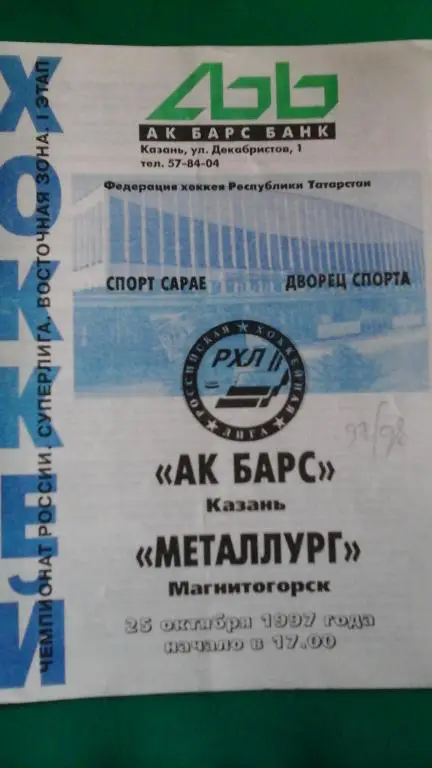 АК БАРС БАНК
Казань, ул. Декабристов, 1
тел. 57-84-04
Федерация хоккея Республики Татарстан
СПОРТ САРАЕ ДВОРЕЦ СПОРТА
РОССИЙСКАЯ ХОККЕЙНАЯ ЛИГА
РХЛ
97/98
«АК БАРС»
Казань
«МЕТАЛЛУРГ»
Магнитогорск
25 октября 1997 года
начало в 17.00
ХОККЕЙ
ЧЕМПИОНАТ РОССИИ. СУПЕРЛИГА. ВОСТОЧНАЯ ЗОНА. I ЭТАП